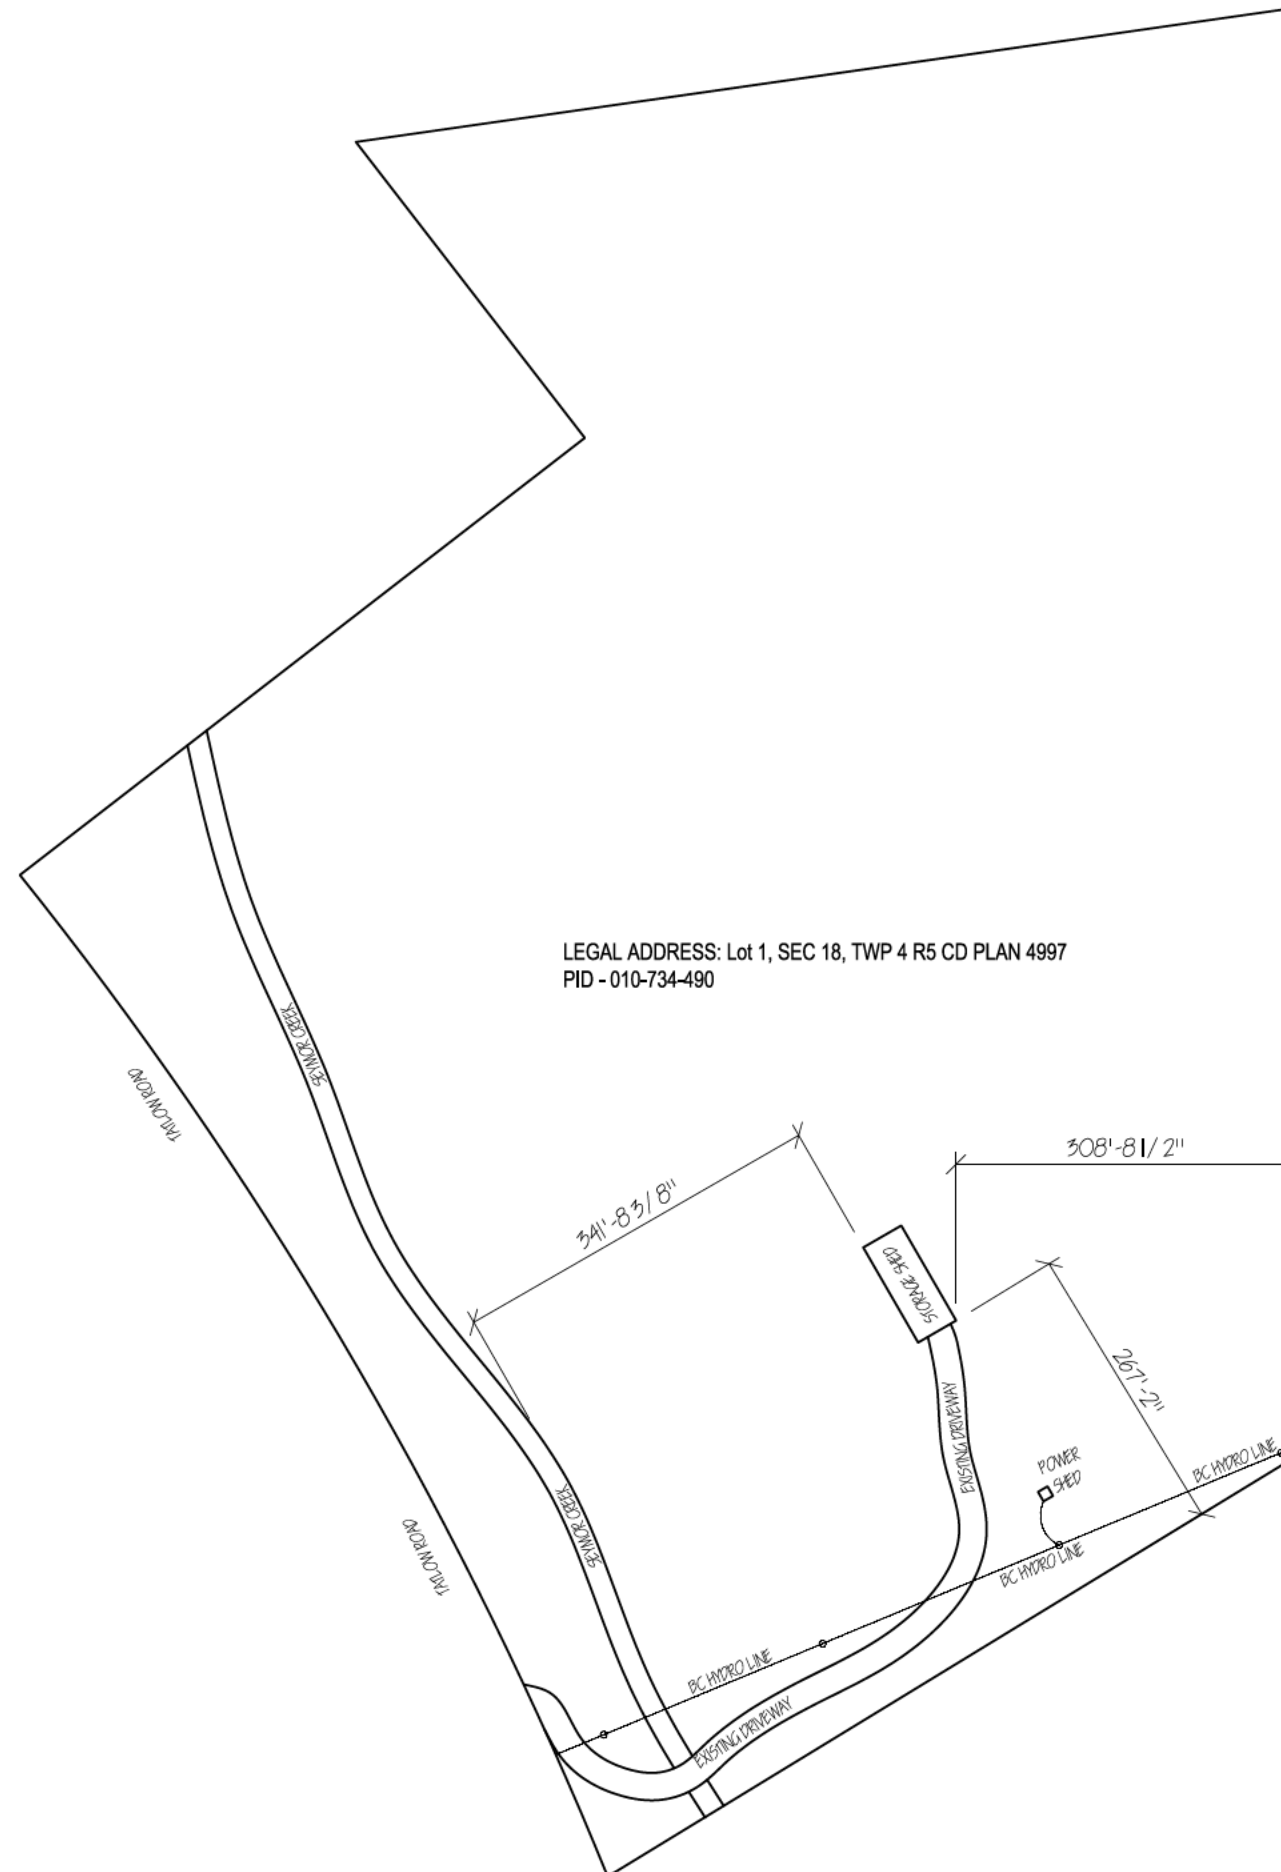 LEGAL ADDRESS: Lot 1, SEC 18, TWP 4 R5 CD PLAN 4997
PID - 010-734-490
SEYMOR CREEK
TATLOW ROAD
308'-8 1/2"
341'-8 3/8"
STORAGE SHED
267'-2"
EXISTING DRIVEWAY
POWER
SHED
BC HYDRO LINE
SEYMOR CREEK
TATLOW ROAD
BC HYDRO LINE
BC HYDRO LINE
EXISTING DRIVEWAY